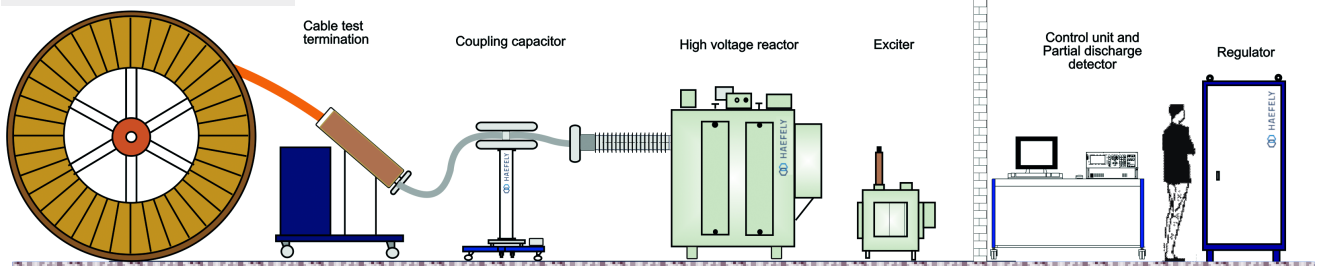 Cable test
termination
Coupling capacitor
High voltage reactor
Exciter
Control unit and
Partial discharge
detector
Regulator
HAEFELY
HAEFELY
HAEFELY